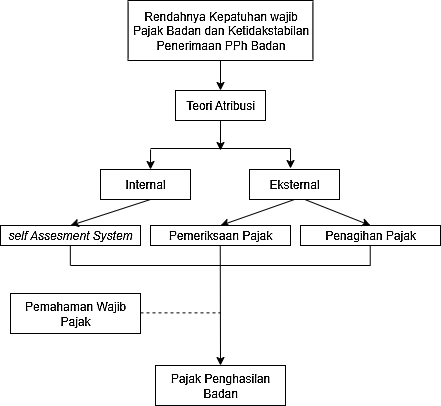 Rendahnya Kepatuhan wajib
Pajak Badan dan Ketidakstabilan
Penerimaan PPh Badan
Teori Atribusi
Internal
Eksternal
self Assesment System
Pemeriksaan Pajak
Penagihan Pajak
Pemahaman Wajib
Pajak
Pajak Penghasilan
Badan